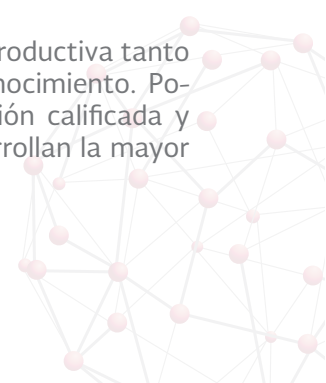 roductiva tanto
nocimiento. Po-
ión calificada y
rrollan la mayor